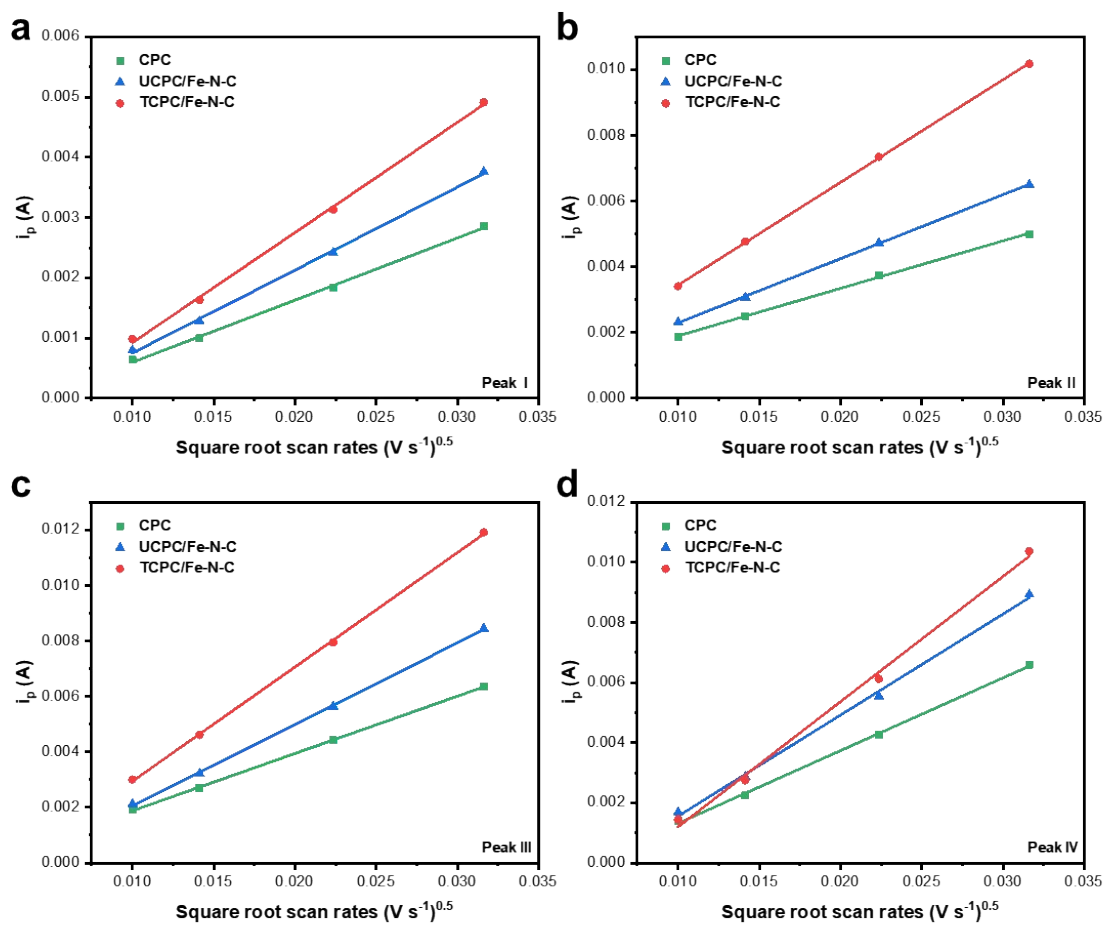 a
0.006
0.005
0.004
0.003
0.002
0.001
0.000
i_p (A)
CPC
UCPC/Fe-N-C
TCPC/Fe-N-C
Peak I
0.010 0.015 0.020 0.025 0.030 0.035
Square root scan rates (V s⁻¹)⁰·⁵
b
0.010
0.008
0.006
0.004
0.002
0.000
i_p (A)
CPC
UCPC/Fe-N-C
TCPC/Fe-N-C
Peak II
0.010 0.015 0.020 0.025 0.030 0.035
Square root scan rates (V s⁻¹)⁰·⁵
c
0.012
0.010
0.008
0.006
0.004
0.002
0.000
i_p (A)
CPC
UCPC/Fe-N-C
TCPC/Fe-N-C
Peak III
0.010 0.015 0.020 0.025 0.030 0.035
Square root scan rates (V s⁻¹)⁰·⁵
d
0.012
0.010
0.008
0.006
0.004
0.002
0.000
i_p (A)
CPC
UCPC/Fe-N-C
TCPC/Fe-N-C
Peak IV
0.010 0.015 0.020 0.025 0.030 0.035
Square root scan rates (V s⁻¹)⁰·⁵